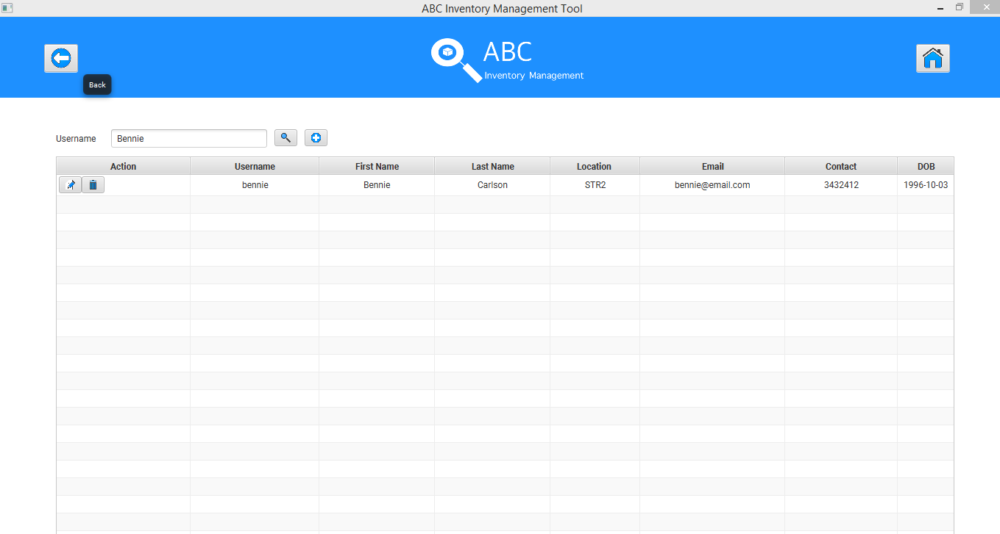 ABC Inventory Management Tool
ABC
Inventory Management
Back
Username Bennie
Action Username First Name Last Name Location Email Contact DOB
bennie Bennie Carlson STR2 bennie@email.com 3432412 1996-10-03